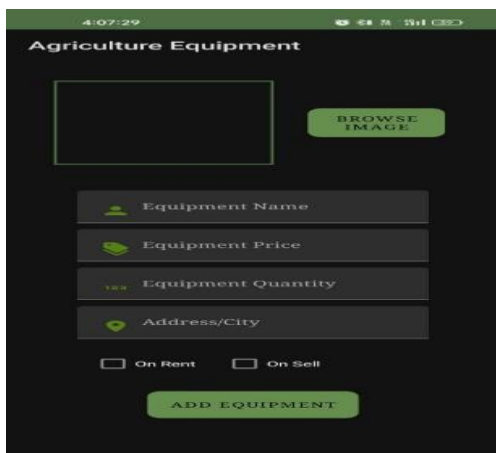 4:07:29
Agriculture Equipment
BROWSE
IMAGE
Equipment Name
Equipment Price
123 Equipment Quantity
Address/City
On Rent On Sell
ADD EQUIPMENT